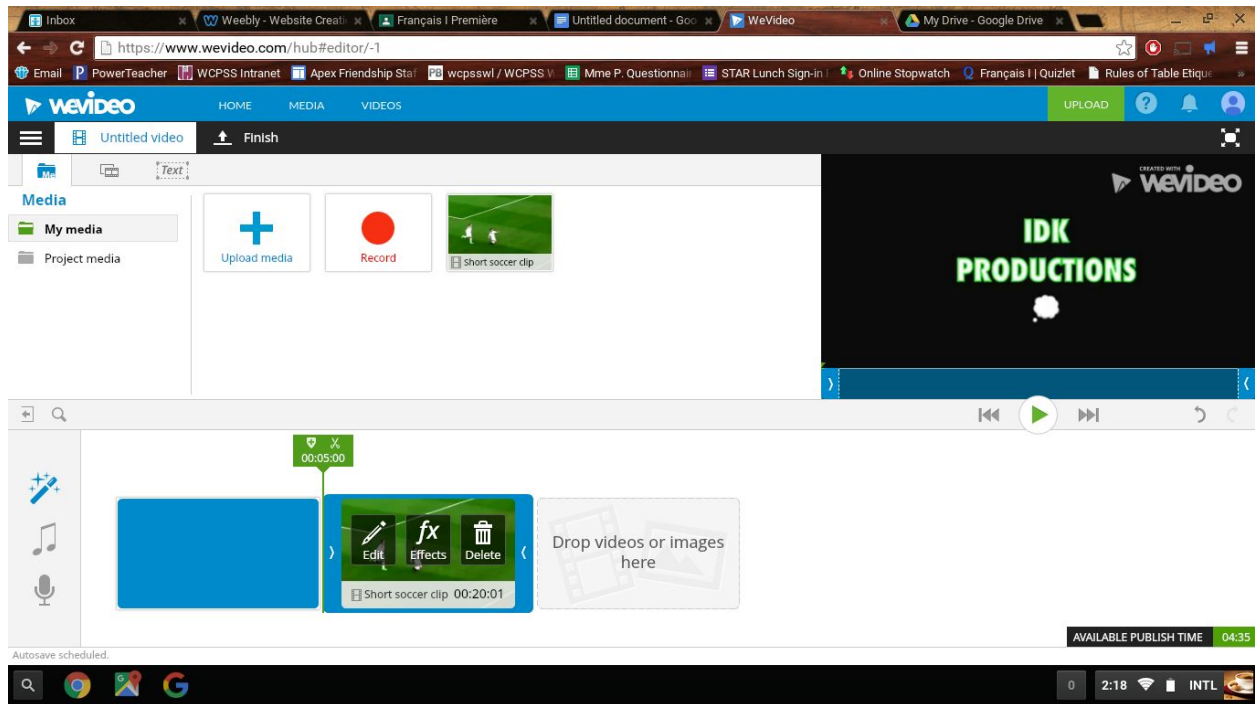 Inbox
Weebly - Website Creati
Français I Première
Untitled document - Goo
WeVideo
My Drive - Google Drive
https://www.wevideo.com/hub#editor/-1
Email
PowerTeacher
WCPSS Intranet
Apex Friendship Staf
PB wcpsswl / WCPSS W
Mme P. Questionnai
STAR Lunch Sign-in
Online Stopwatch
Français I | Quizlet
Rules of Table Etique
WeVIDEO
HOME
MEDIA
VIDEOS
UPLOAD
?
Untitled video
Finish
Me
Text
Media
My media
Project media
Upload media
Record
Short soccer clip
CREATED WITH
WeVIDEO
IDK
PRODUCTIONS
00:05:00
Edit
fx
Effects
Delete
Short soccer clip 00:20:01
Drop videos or images
here
AVAILABLE PUBLISH TIME 04:35
Autosave scheduled.
0
2:18
INTL